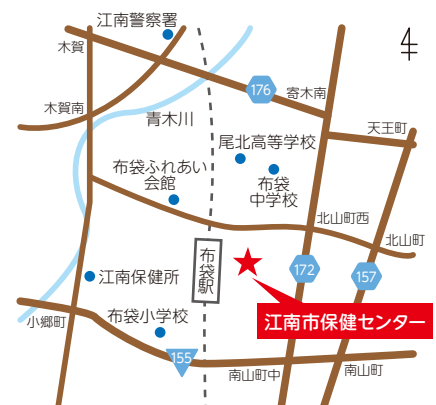 江南警察署
木賀
176
寄木南
木賀南
青木川
天王町
尾北高等学校
布袋ふれあい
会館
布袋
中学校
北山町西
北山町
布袋駅
172
157
江南保健所
江南市保健センター
小郷町
布袋小学校
155
南山町中
南山町